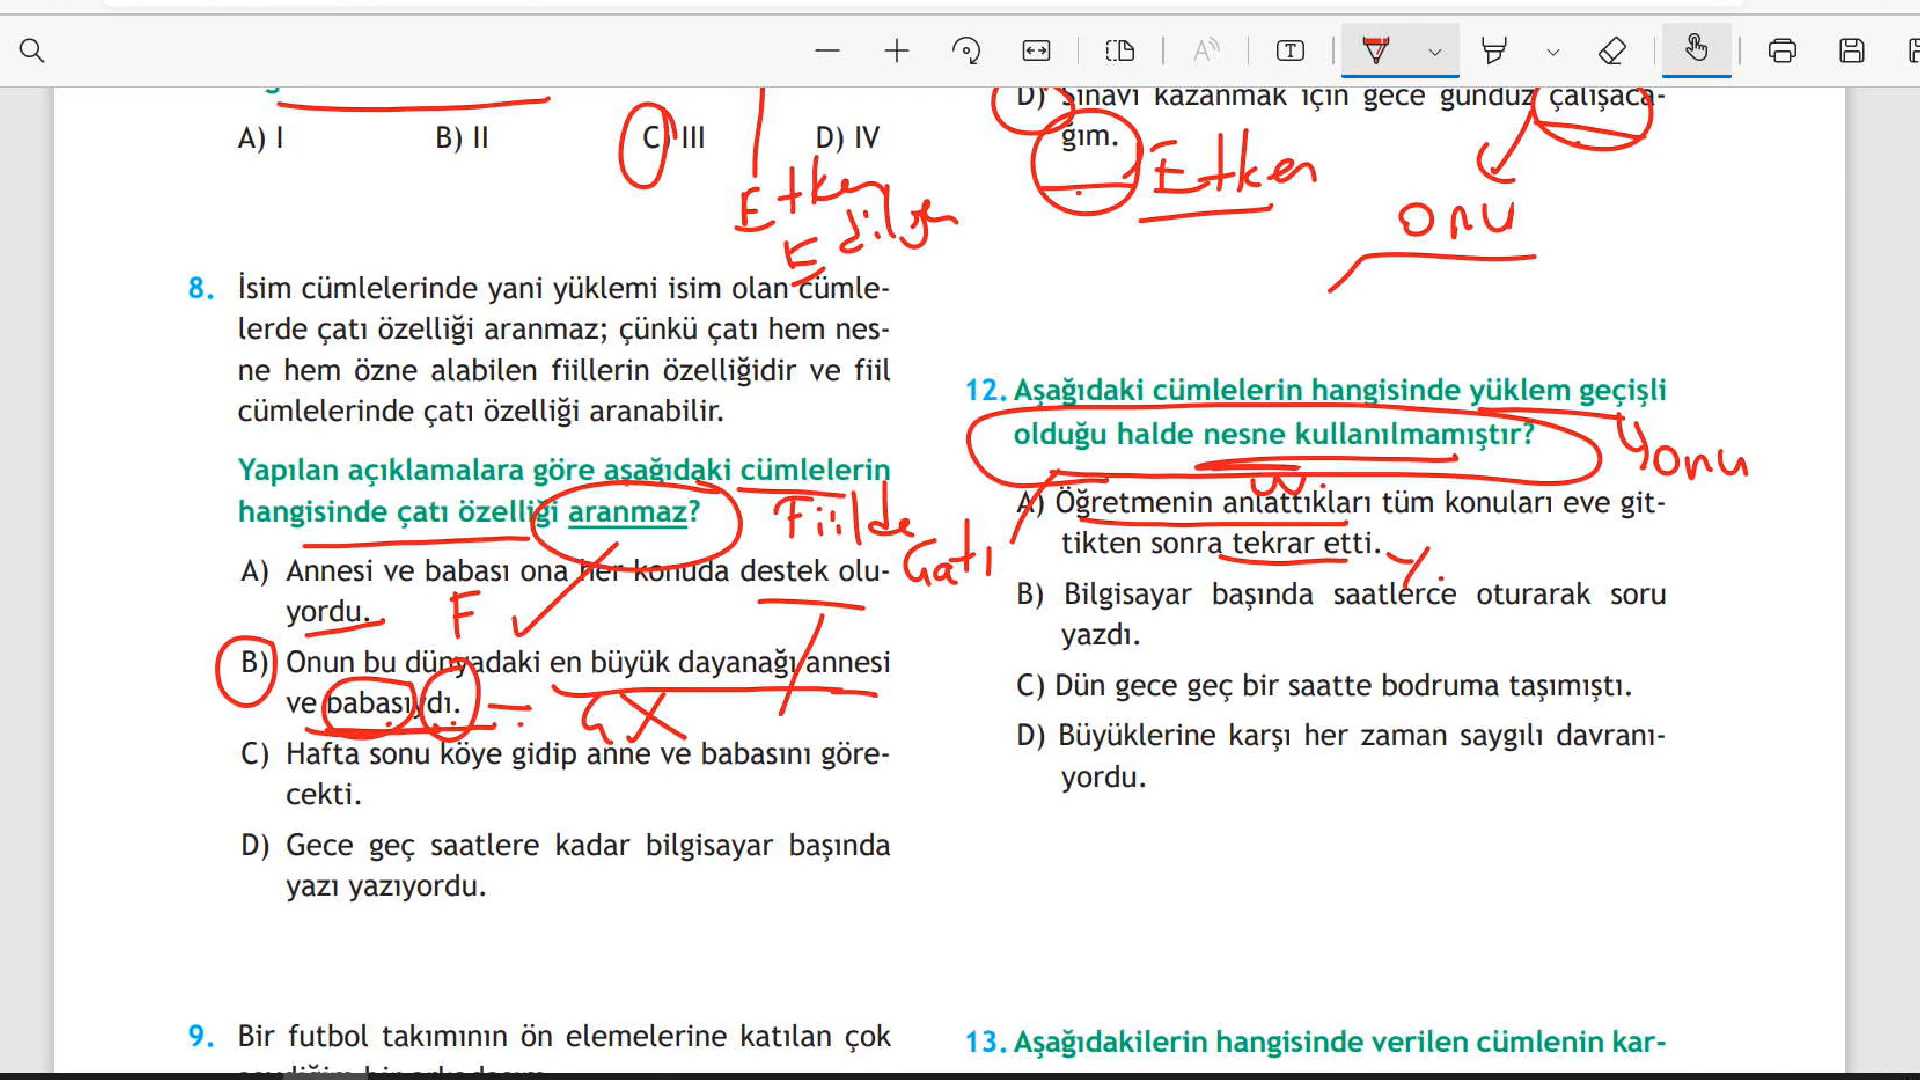 A) I B) II C) III D) IV
Etken
Edilgen
8. İsim cümlelerinde yani yüklemi isim olan cümle-
lerde çatı özelliği aranmaz; çünkü çatı hem nes-
ne hem özne alabilen fiillerin özelliğidir ve fiil
cümlelerinde çatı özelliği aranabilir.
Yapılan açıklamalara göre aşağıdaki cümlelerin
hangisinde çatı özelliği aranmaz?
Fiilde
Çatı
A) Annesi ve babası ona her konuda destek olu-
yordu.
F
B) Onun bu dünyadaki en büyük dayanağı annesi
ve babasıydı.
C) Hafta sonu köye gidip anne ve babasını göre-
cekti.
D) Gece geç saatlere kadar bilgisayar başında
yazı yazıyordu.
9. Bir futbol takımının ön elemelerine katılan çok
D) Sınavı kazanmak için gece gündüz çalışaca-
ğım.
Etken
onu
12. Aşağıdaki cümlelerin hangisinde yüklem geçişli
olduğu halde nesne kullanılmamıştır?
onu
A) Öğretmenin anlattıkları tüm konuları eve git-
tikten sonra tekrar etti.
Y.
B) Bilgisayar başında saatlerce oturarak soru
yazdı.
C) Dün gece geç bir saatte bodruma taşımıştı.
D) Büyüklerine karşı her zaman saygılı davranı-
yordu.
13. Aşağıdakilerin hangisinde verilen cümlenin kar-